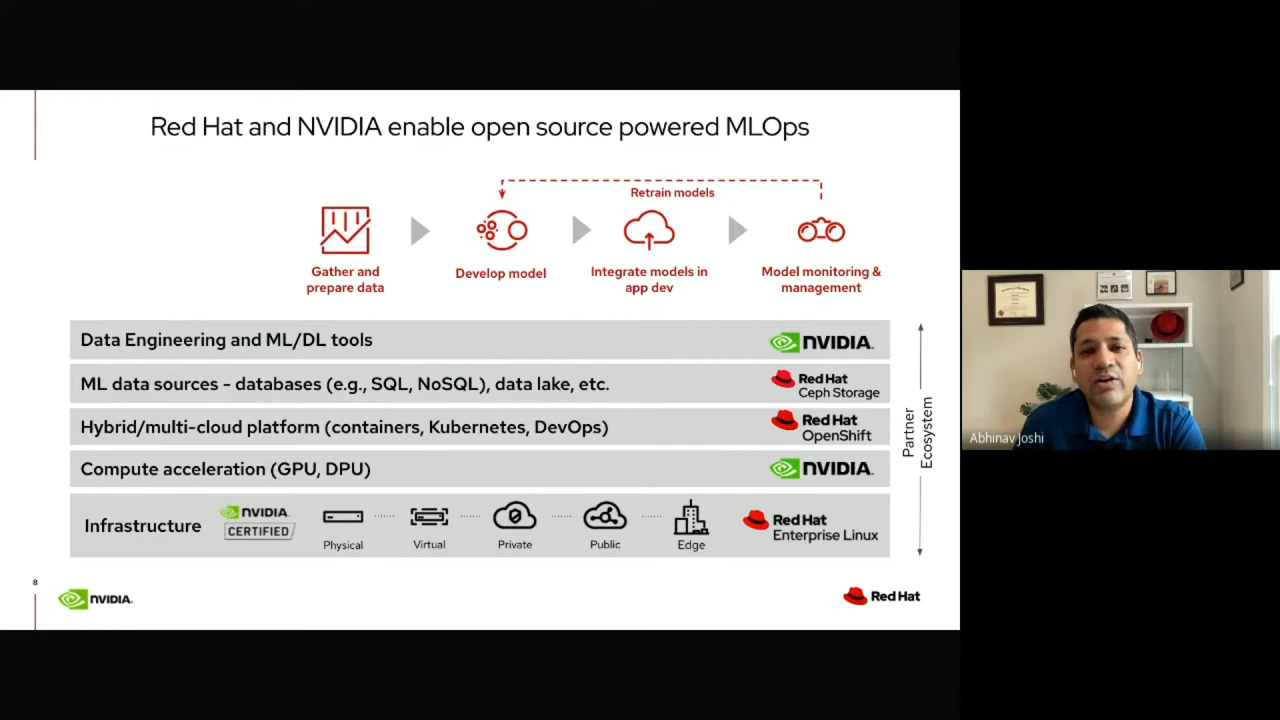 Red Hat and NVIDIA enable open source powered MLOps
Retrain models
Gather and
prepare data
Develop model
Integrate models in
app dev
Model monitoring &
management
Data Engineering and ML/DL tools
NVIDIA.
ML data sources - databases (e.g., SQL, NoSQL), data lake, etc.
Red Hat
Ceph Storage
Hybrid/multi-cloud platform (containers, Kubernetes, DevOps)
Red Hat
OpenShift
Compute acceleration (GPU, DPU)
NVIDIA.
Infrastructure
NVIDIA.
CERTIFIED
Physical
Virtual
Private
Public
Edge
Red Hat
Enterprise Linux
Partner
Ecosystem
8
NVIDIA.
Red Hat
Abhinav Joshi